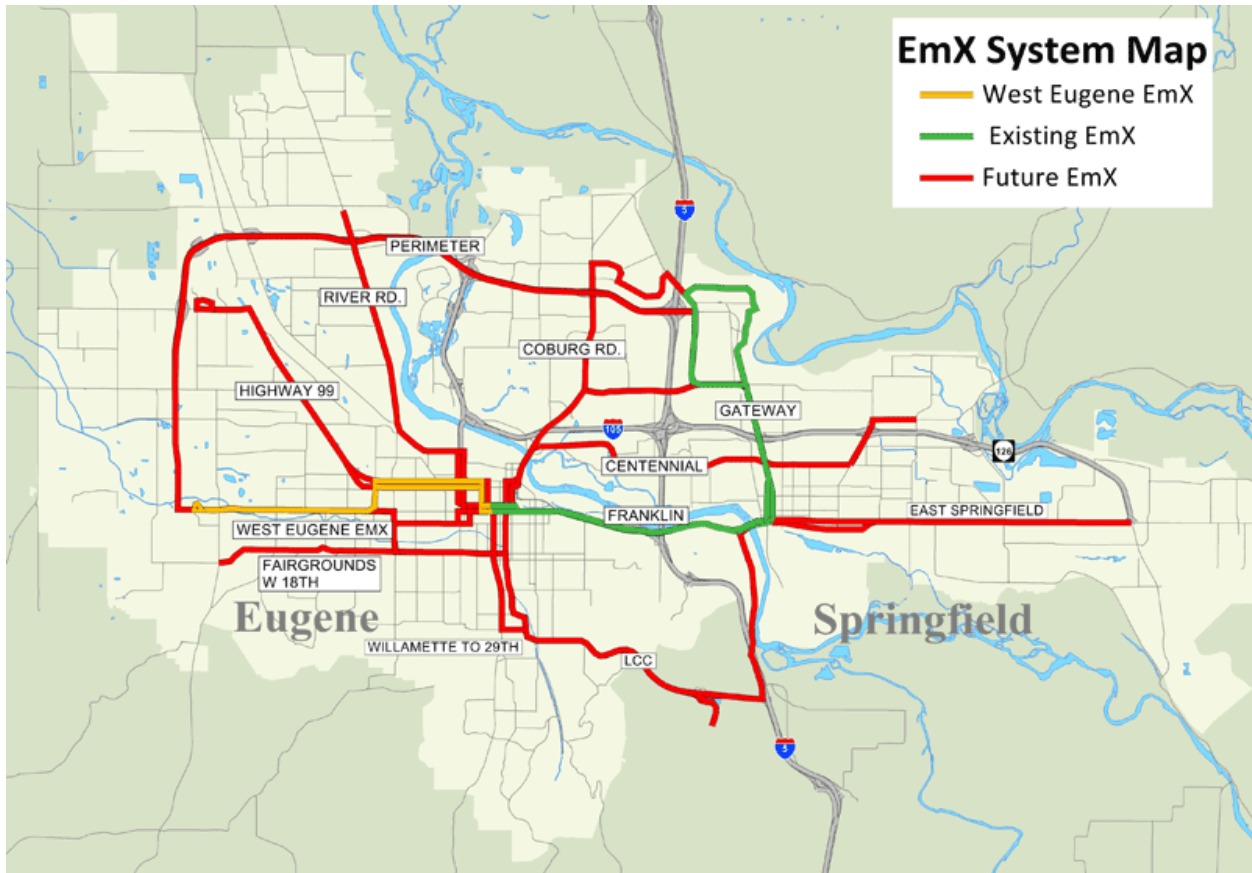 EmX System Map
West Eugene EmX
Existing EmX
Future EmX
5
PERIMETER
RIVER RD.
COBURG RD.
HIGHWAY 99
GATEWAY
105
CENTENNIAL
126
FRANKLIN
EAST SPRINGFIELD
WEST EUGENE EMX
FAIRGROUNDS
W 18TH
Eugene
Springfield
WILLAMETTE TO 29TH
LCC
5